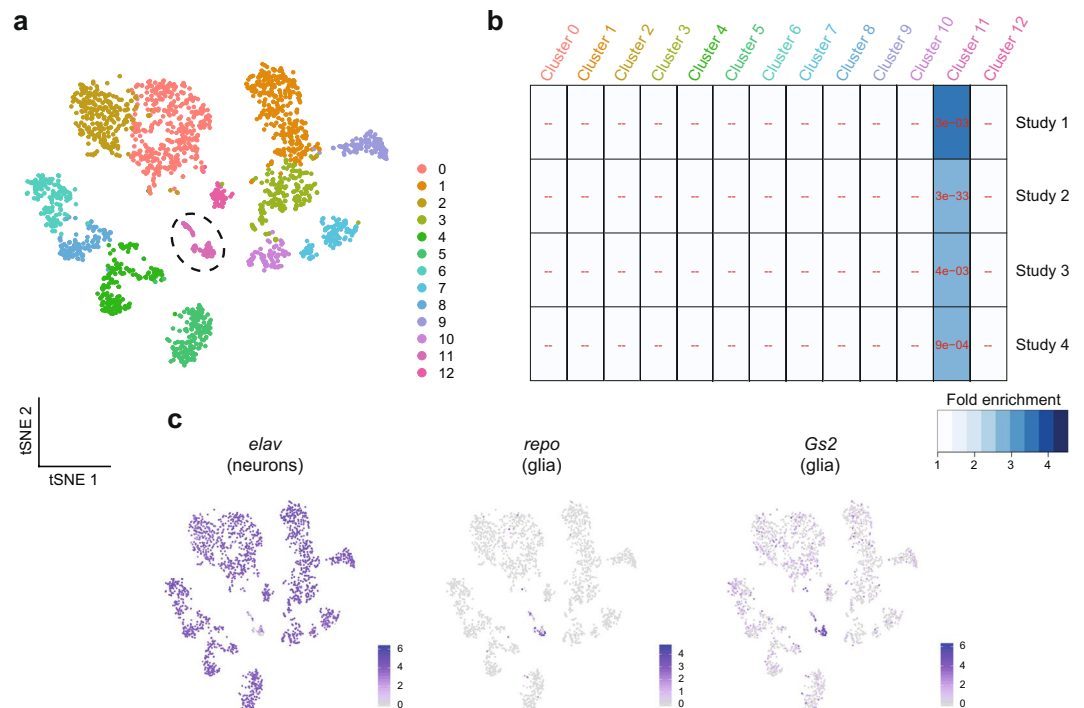 a
b
Cluster 0
Cluster 1
Cluster 2
Cluster 3
Cluster 4
Cluster 5
Cluster 6
Cluster 7
Cluster 8
Cluster 9
Cluster 10
Cluster 11
Cluster 12
-- -- -- -- -- -- -- -- -- -- -- 3e-03 -- Study 1
-- -- -- -- -- -- -- -- -- -- -- 3e-33 -- Study 2
-- -- -- -- -- -- -- -- -- -- -- 4e-03 -- Study 3
-- -- -- -- -- -- -- -- -- -- -- 9e-04 -- Study 4
0
1
2
3
4
5
6
7
8
9
10
11
12
Fold enrichment
1 2 3 4
tSNE 2
tSNE 1
c
elav
(neurons)
repo
(glia)
Gs2
(glia)
6
4
2
0
4
3
2
1
0
6
4
2
0